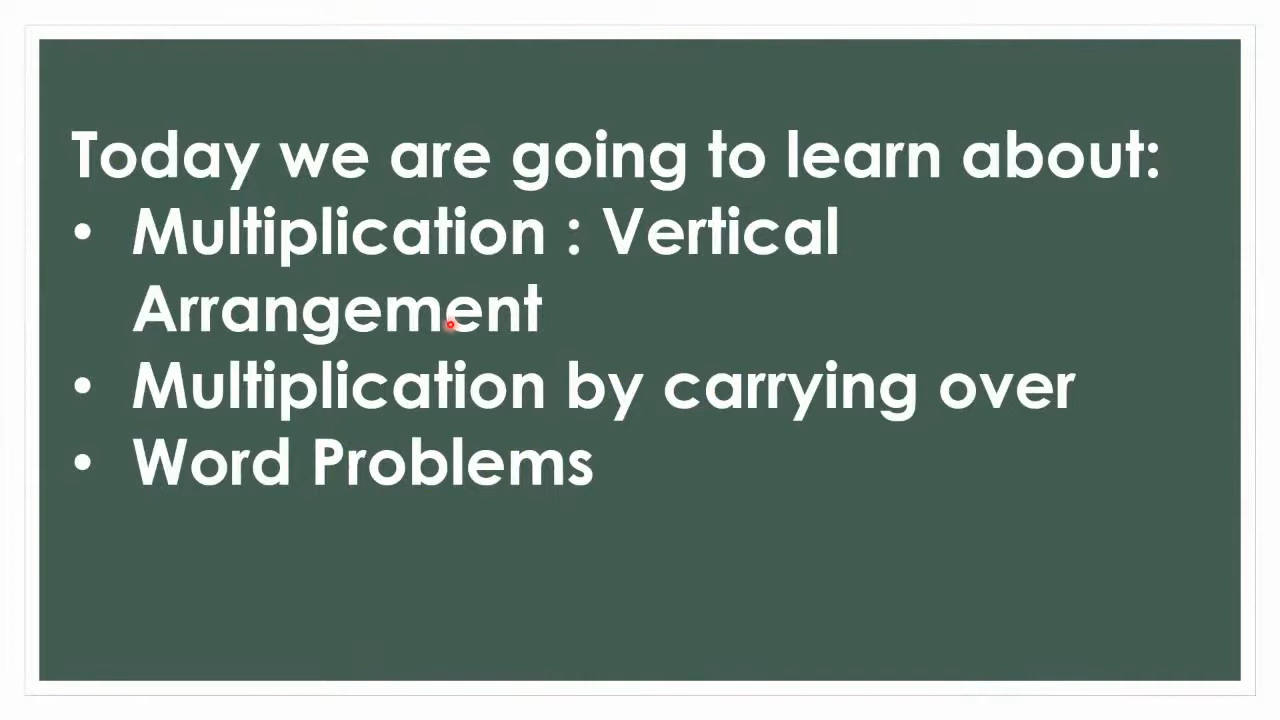 Today we are going to learn about:
• Multiplication : Vertical
Arrangement
• Multiplication by carrying over
• Word Problems